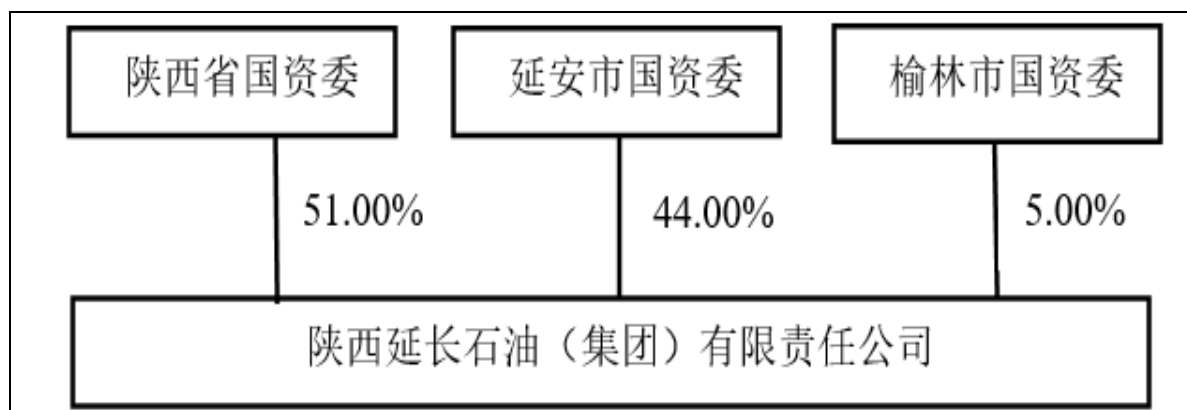 陕西省国资委 延安市国资委 榆林市国资委
51.00% 44.00% 5.00%
陕西延长石油（集团）有限责任公司